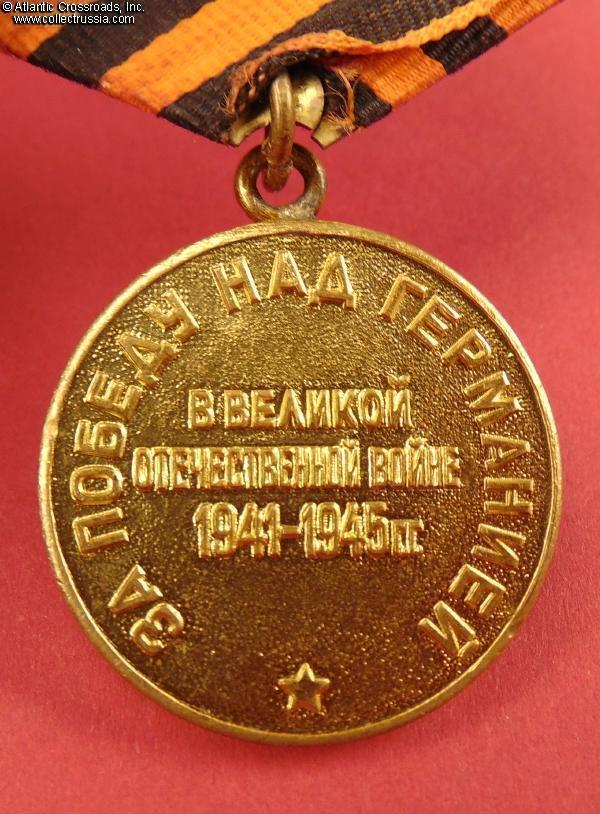 © Atlantic Crossroads, Inc.
www.collectrussia.com
ЗА ПОБЕДУ НАД ГЕРМАНИЕЙ
В ВЕЛИКОЙ
ОТЕЧЕСТВЕННОЙ ВОЙНЕ
1941-1945 гг.